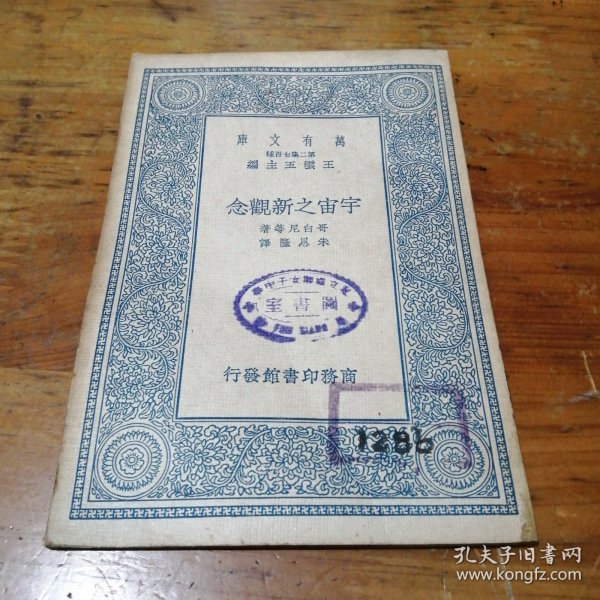 庫文有萬
種百七集二第
編主五雲王
念觀新之宙宇
著蒂尼白哥
譯隆恩朱
室書圖
行發館書印務商
1286
孔夫子旧书网
www.kongfz.com